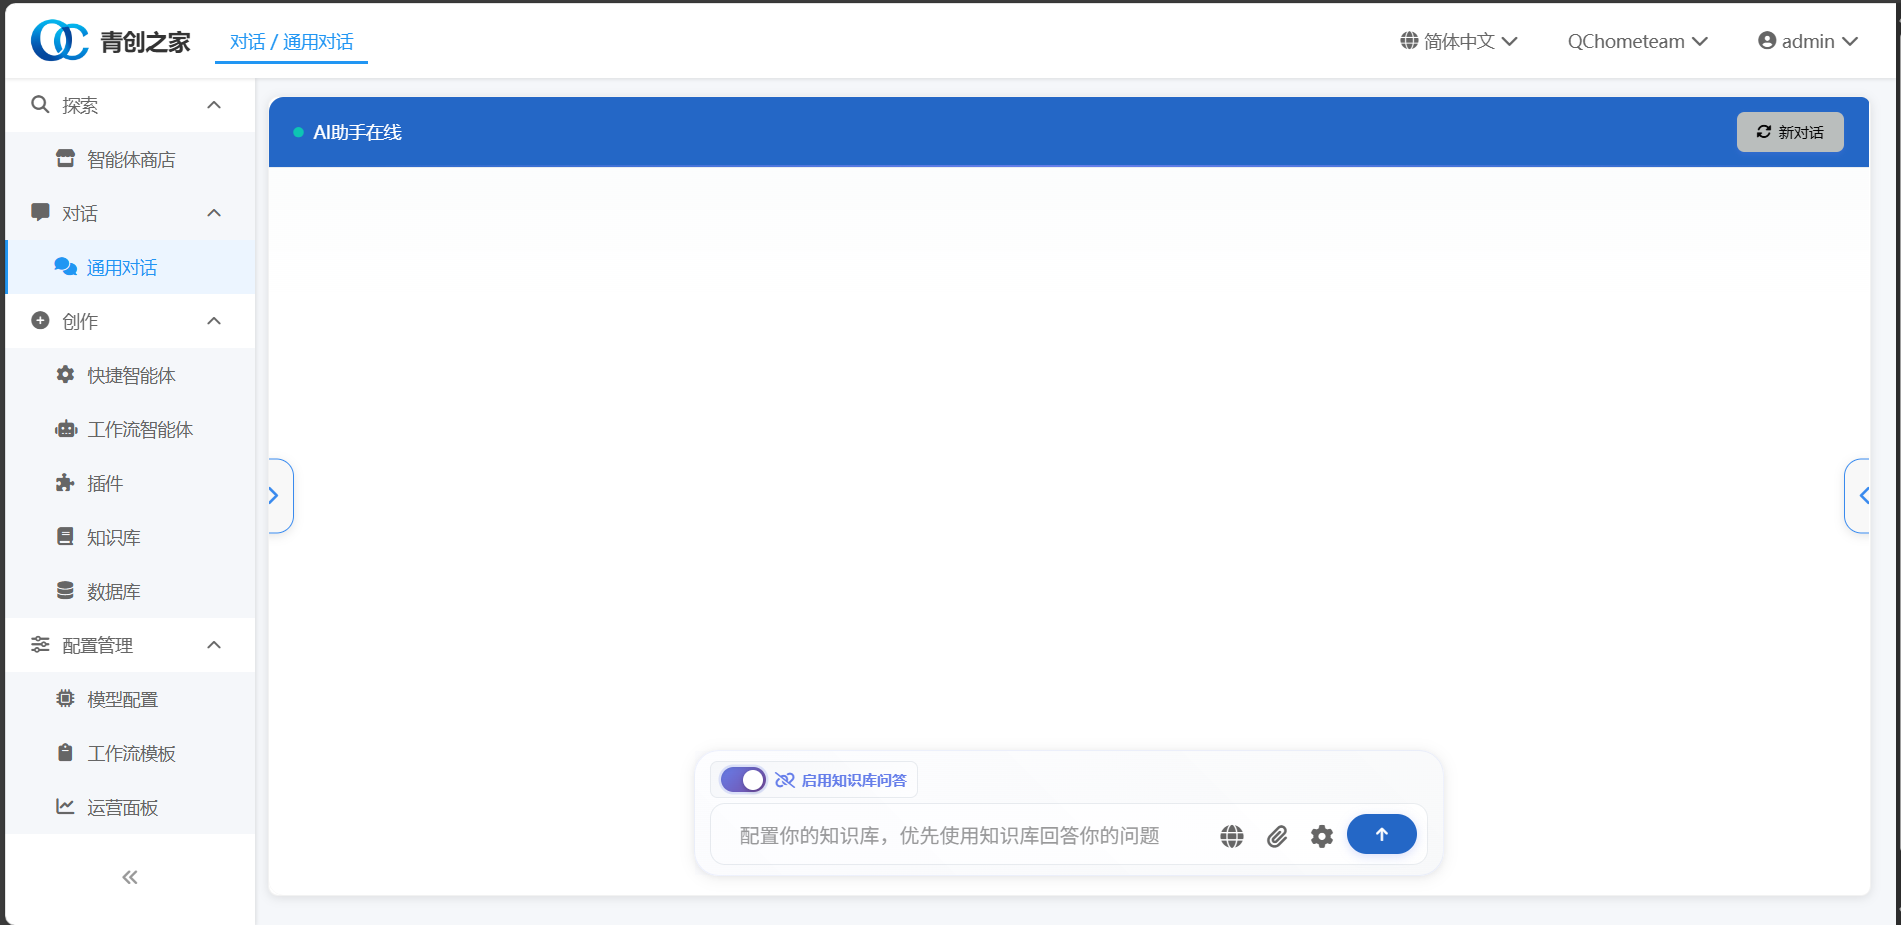 青创之家
对话 / 通用对话
简体中文
QChometeam
admin
探索
智能体商店
对话
通用对话
创作
快捷智能体
工作流智能体
插件
知识库
数据库
配置管理
模型配置
工作流模板
运营面板
AI助手在线
新对话
启用知识库问答
配置你的知识库，优先使用知识库回答你的问题